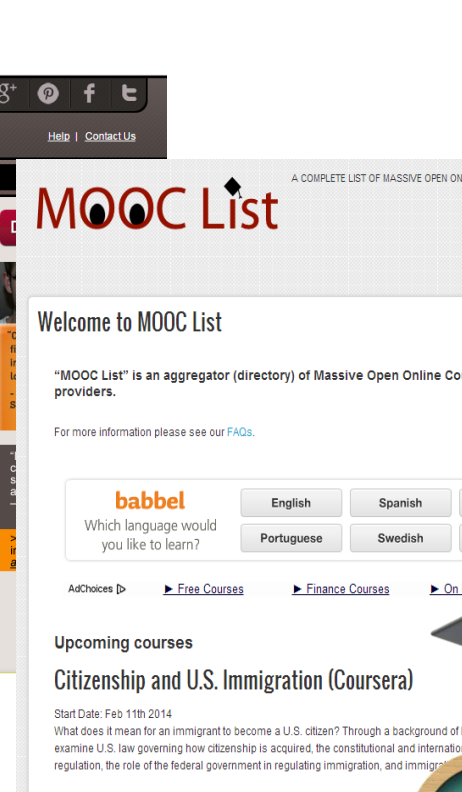 Help | Contact Us
A COMPLETE LIST OF MASSIVE OPEN ON
MOOC List
Welcome to MOOC List
“MOOC List” is an aggregator (directory) of Massive Open Online Co
providers.
For more information please see our FAQs.
babbel
Which language would
you like to learn?
English Spanish
Portuguese Swedish
AdChoices ▶ Free Courses ▶ Finance Courses ▶ On
Upcoming courses
Citizenship and U.S. Immigration (Coursera)
Start Date: Feb 11th 2014
What does it mean for an immigrant to become a U.S. citizen? Through a background of
examine U.S. law governing how citizenship is acquired, the constitutional and internatio
regulation, the role of the federal government in regulating immigration, and immigra